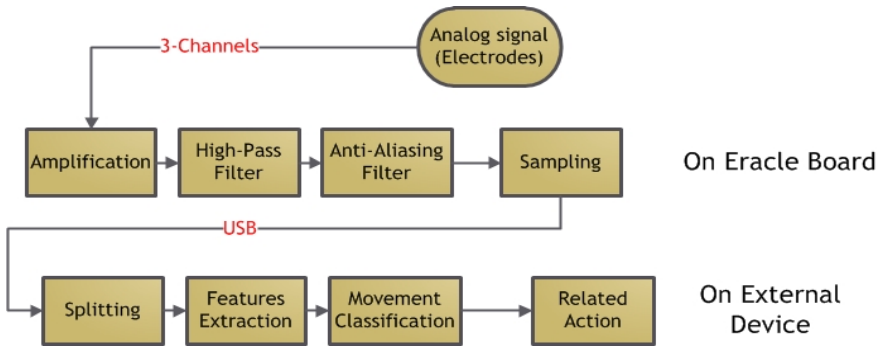 Analog signal
(Electrodes)
3-Channels
Amplification
High-Pass
Filter
Anti-Aliasing
Filter
Sampling
On Eracle Board
USB
Splitting
Features
Extraction
Movement
Classification
Related
Action
On External
Device